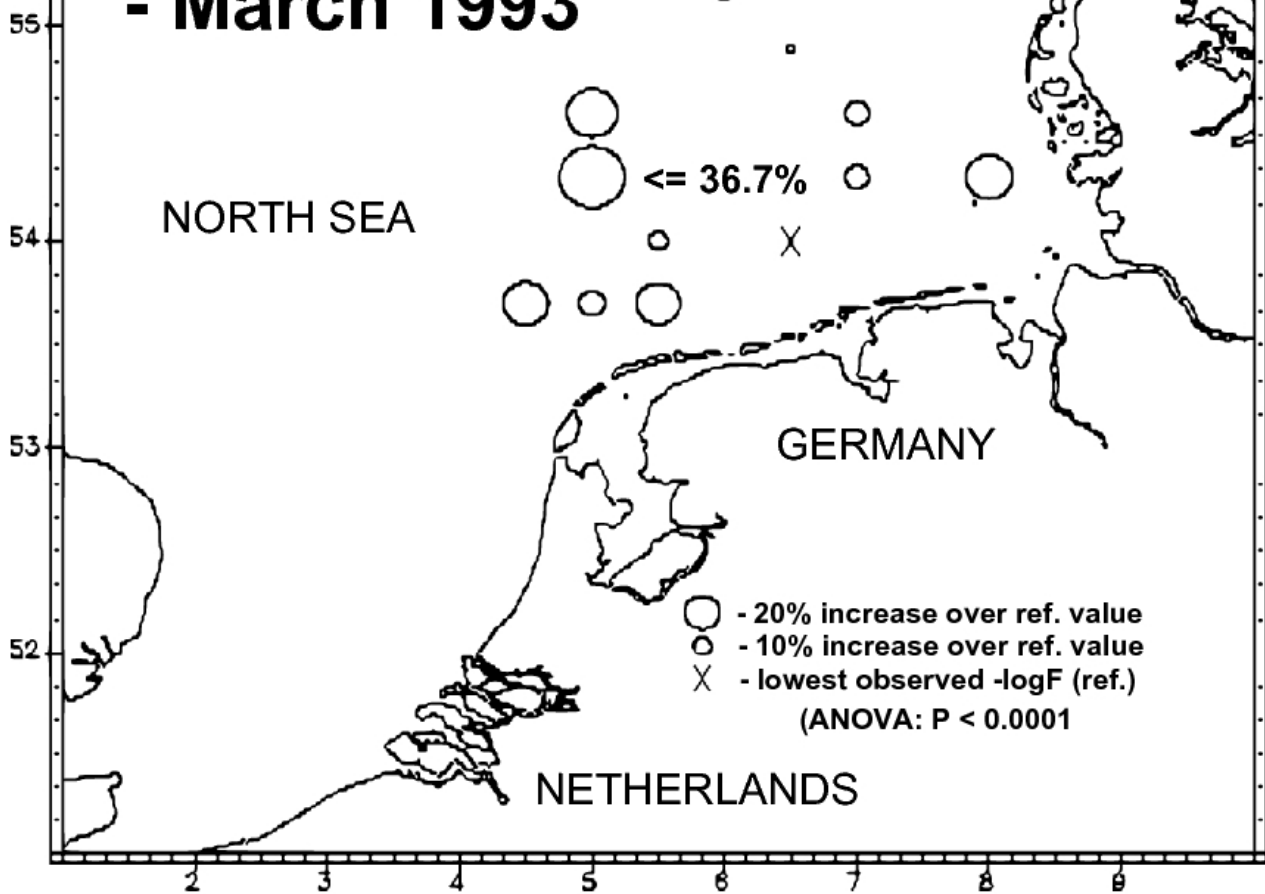 - March 1993
55
<= 36.7%
NORTH SEA
54
53
GERMANY
- 20% increase over ref. value
- 10% increase over ref. value
52
X - lowest observed -logF (ref.)
(ANOVA: P < 0.0001
NETHERLANDS
2 3 4 5 6 7 8 9